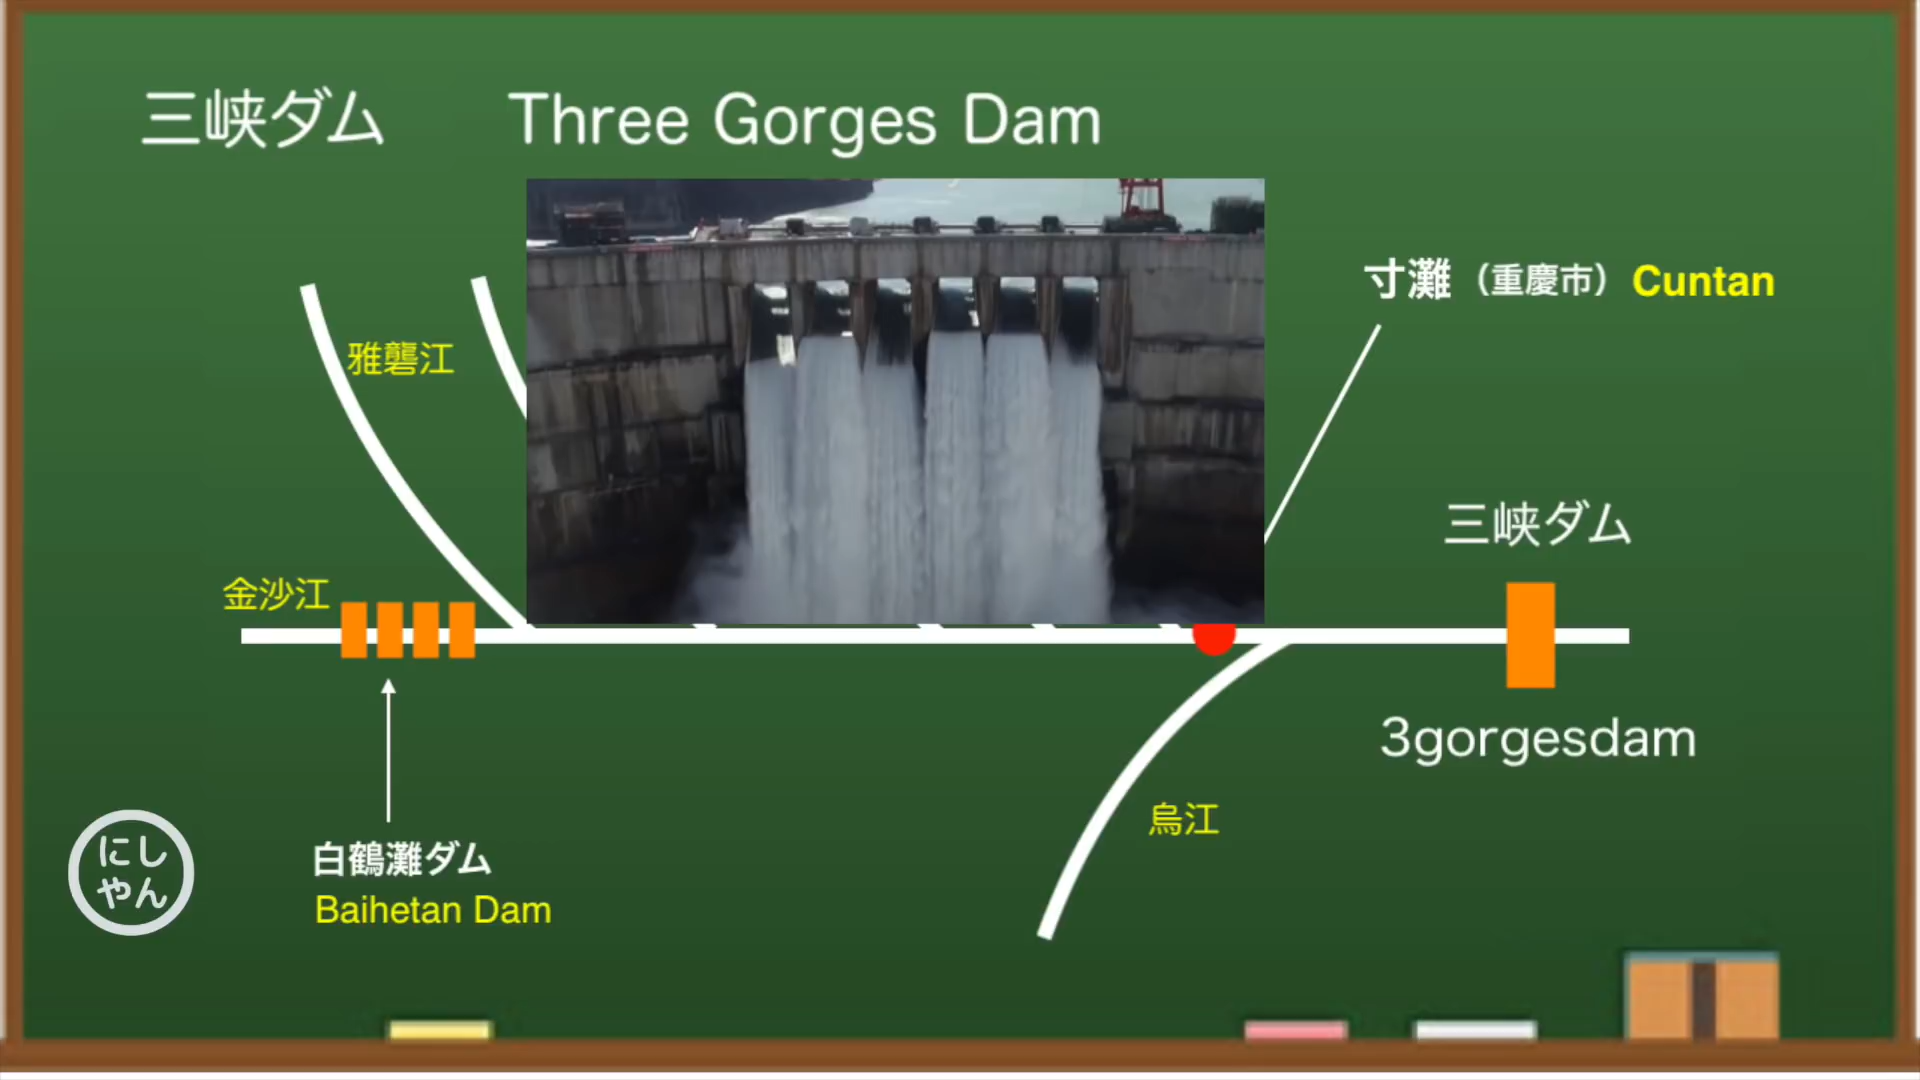 三峡ダム Three Gorges Dam
寸灘（重慶市）Cuntan
雅礱江
三峡ダム
金沙江
3gorgesdam
烏江
白鶴灘ダム
Baihetan Dam
にし
やん